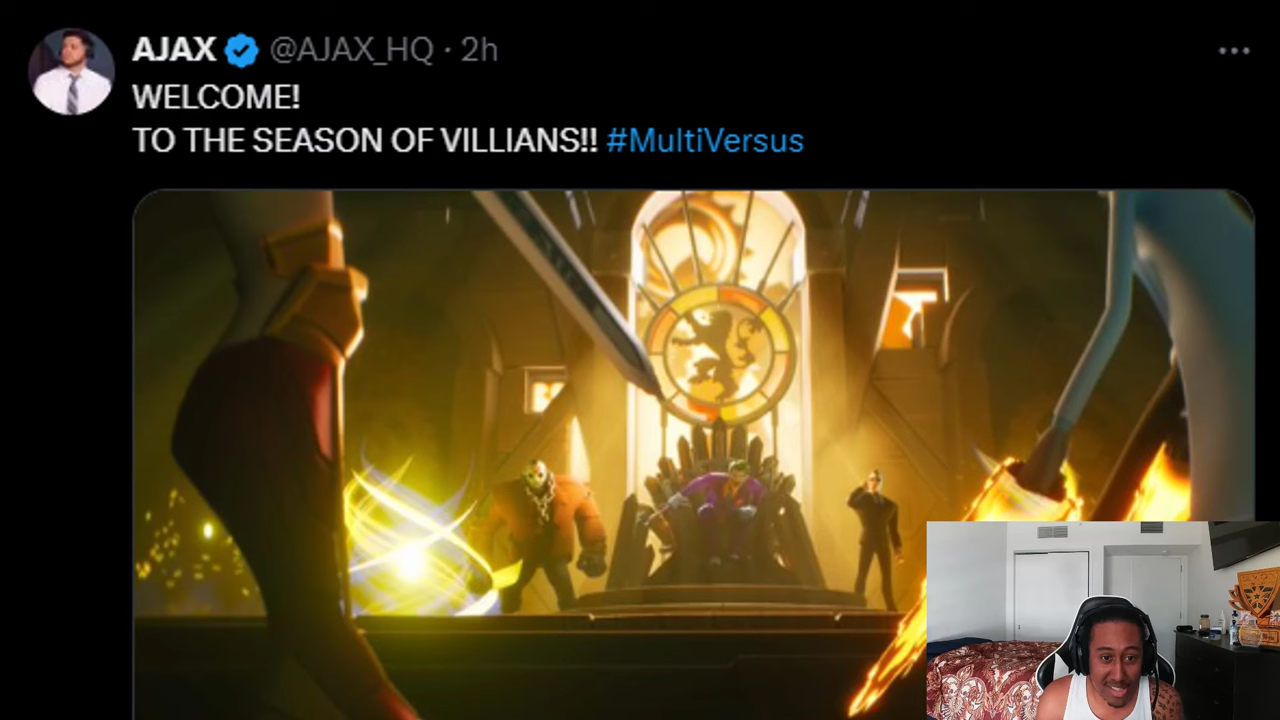 AJAX @AJAX_HQ · 2h
WELCOME!
TO THE SEASON OF VILLIANS!! #MultiVersus